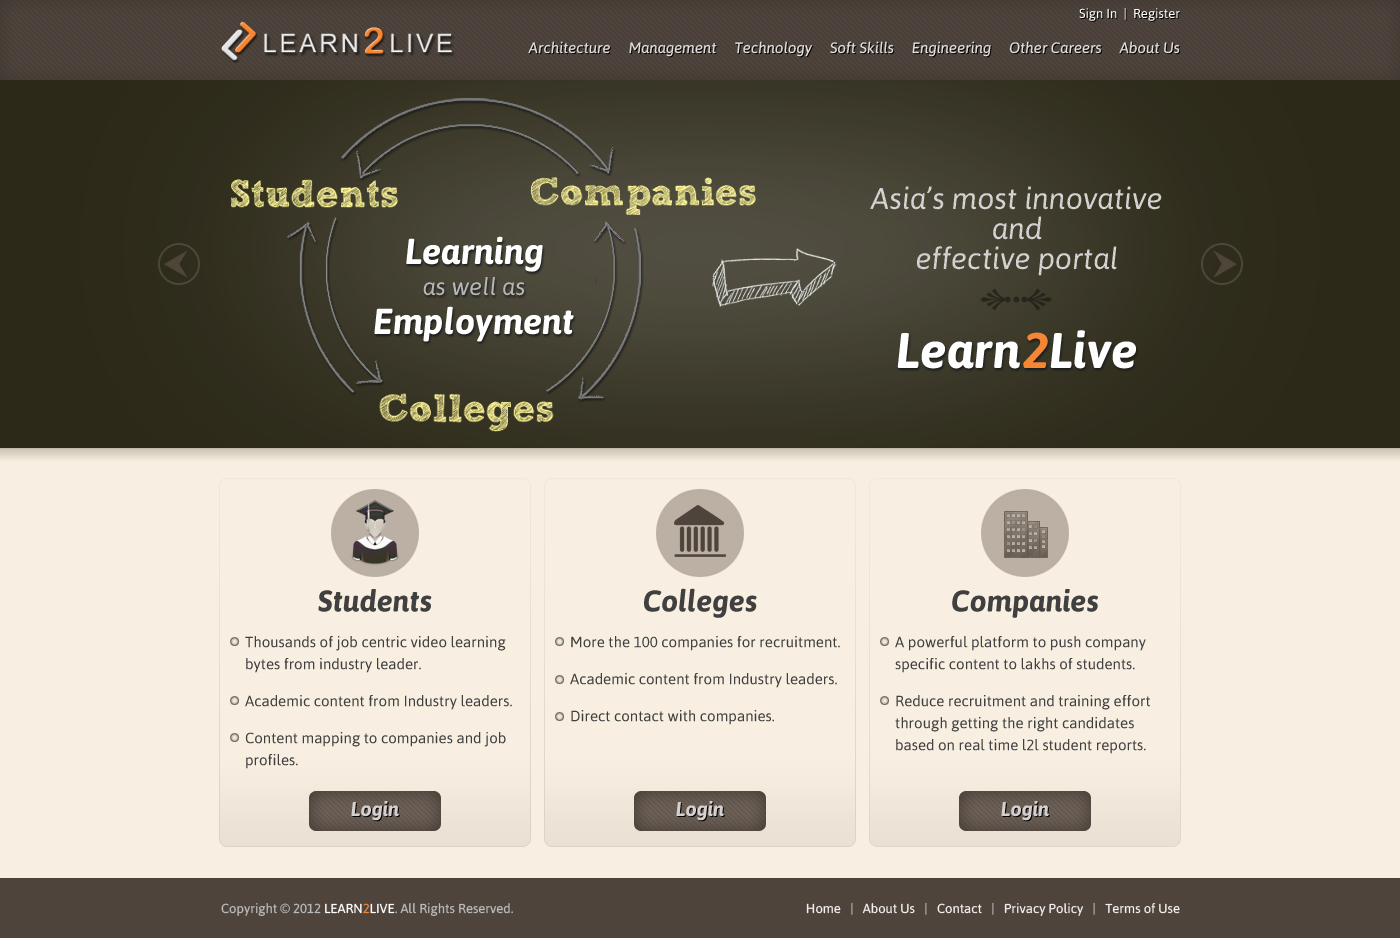 Sign In | Register
LEARN2LIVE
Architecture Management Technology Soft Skills Engineering Other Careers About Us
Students
Companies
Learning
as well as
Employment
Colleges
Asia's most innovative
and
effective portal
Learn2Live
Students
Thousands of job centric video learning
bytes from industry leader.
Academic content from Industry leaders.
Content mapping to companies and job
profiles.
Login
Colleges
More the 100 companies for recruitment.
Academic content from Industry leaders.
Direct contact with companies.
Login
Companies
A powerful platform to push company
specific content to lakhs of students.
Reduce recruitment and training effort
through getting the right candidates
based on real time l2l student reports.
Login
Copyright © 2012 LEARN2LIVE. All Rights Reserved.
Home | About Us | Contact | Privacy Policy | Terms of Use